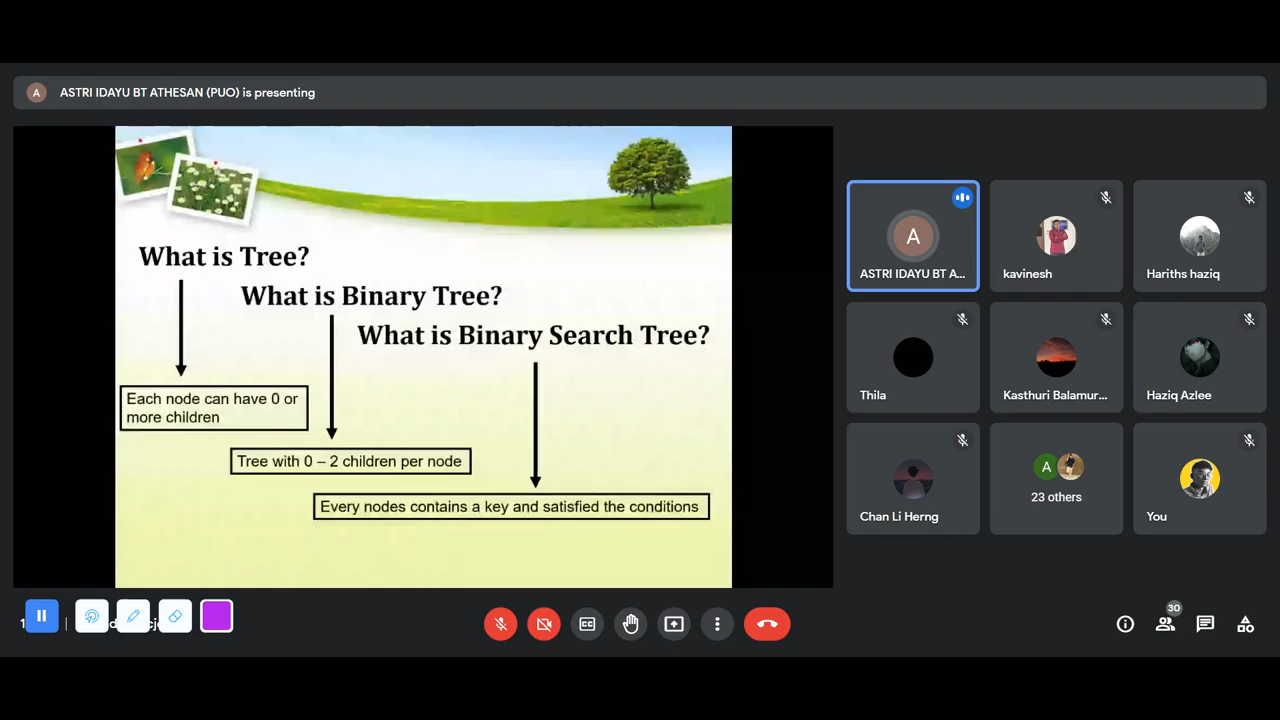 A
ASTRI IDAYU BT ATHESAN (PUO) is presenting
What is Tree?
What is Binary Tree?
What is Binary Search Tree?
Each node can have 0 or
more children
Tree with 0 – 2 children per node
Every nodes contains a key and satisfied the conditions
A
ASTRI IDAYU BT A...
kavinesh
Hariths haziq
Thila
Kasthuri Balamur...
Haziq Azlee
Chan Li Herng
A
23 others
You
CC
30